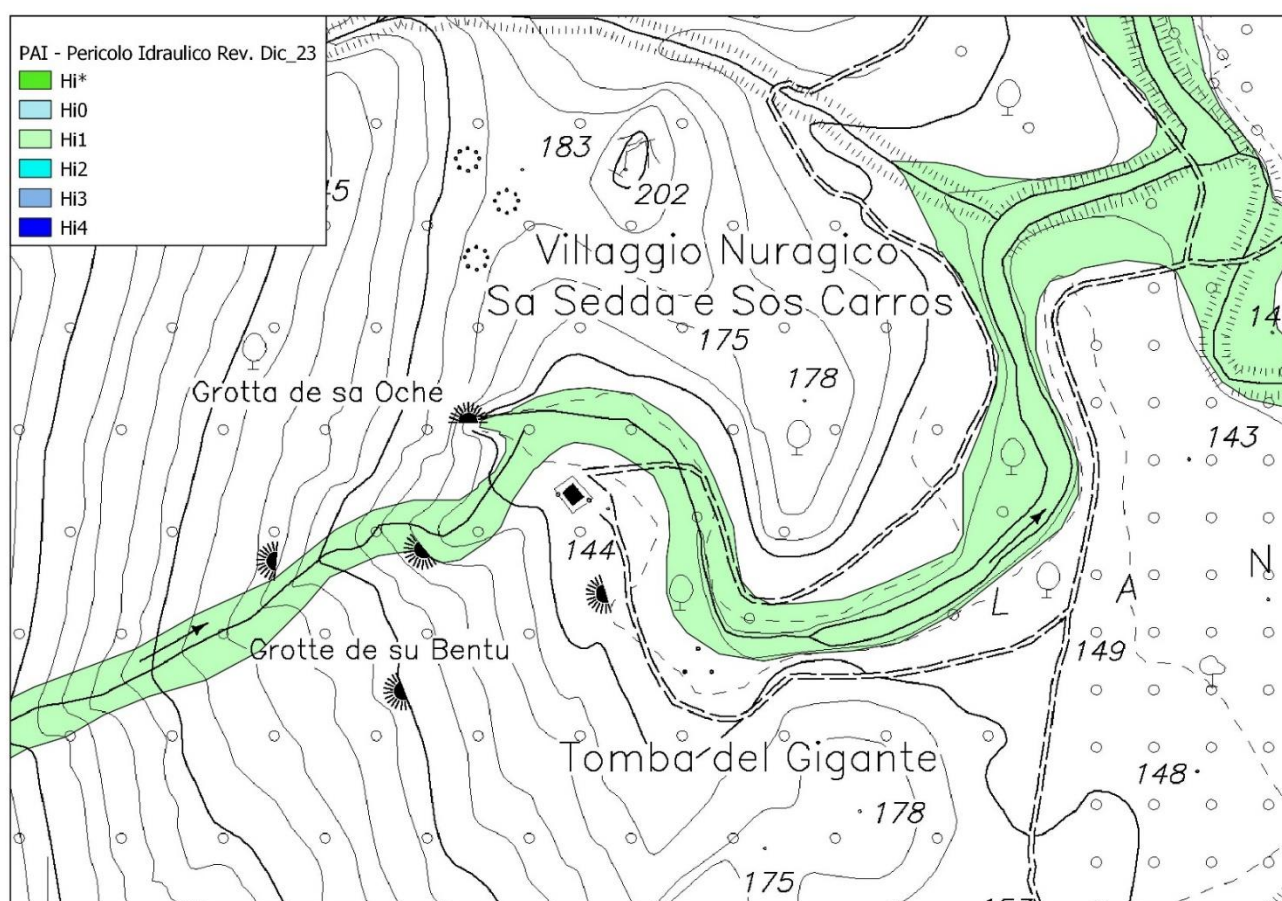 PAI - Pericolo Idraulico Rev. Dic_23
Hi*
Hi0
Hi1
Hi2
Hi3
Hi4
183
202
Villaggio Nuragico
Sa Sedda e Sos Carros
175
178
Grotta de sa Oche
143
144
L A N
Grotte de su Bentu
149
Tomba del Gigante
148
178
175